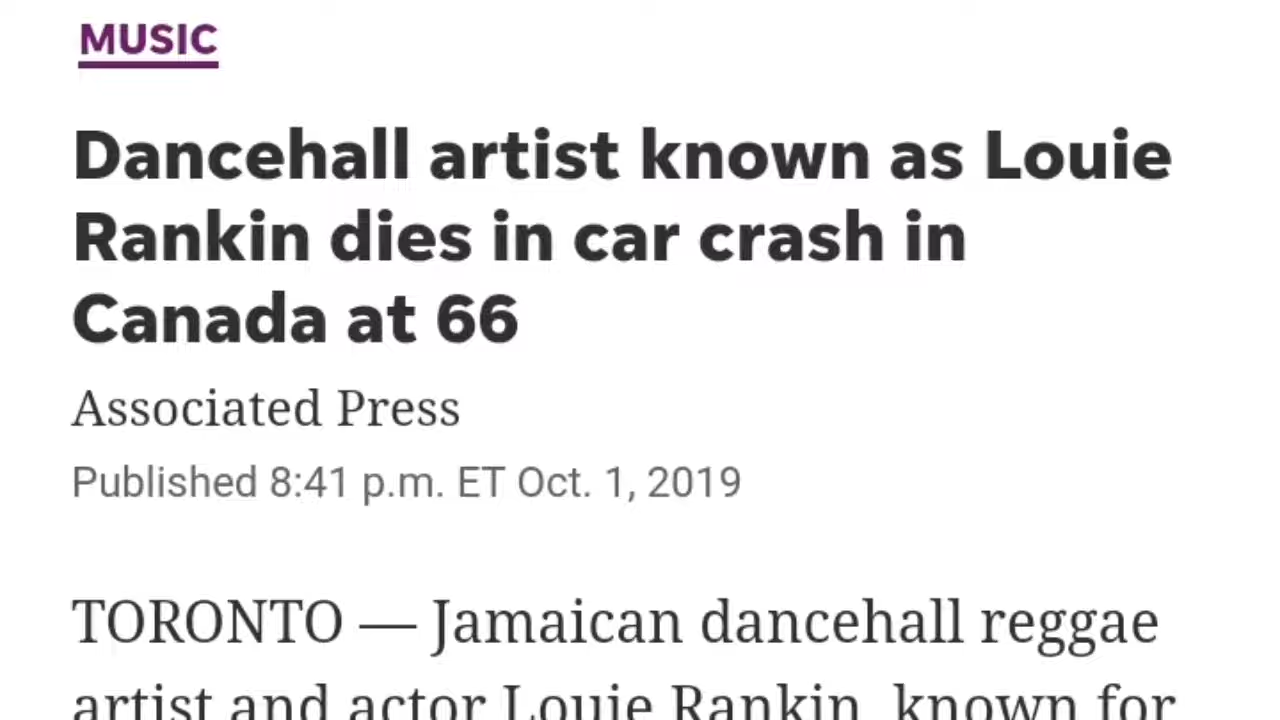 MUSIC
Dancehall artist known as Louie
Rankin dies in car crash in
Canada at 66
Associated Press
Published 8:41 p.m. ET Oct. 1, 2019
TORONTO — Jamaican dancehall reggae
artist and actor Louie Rankin, known for